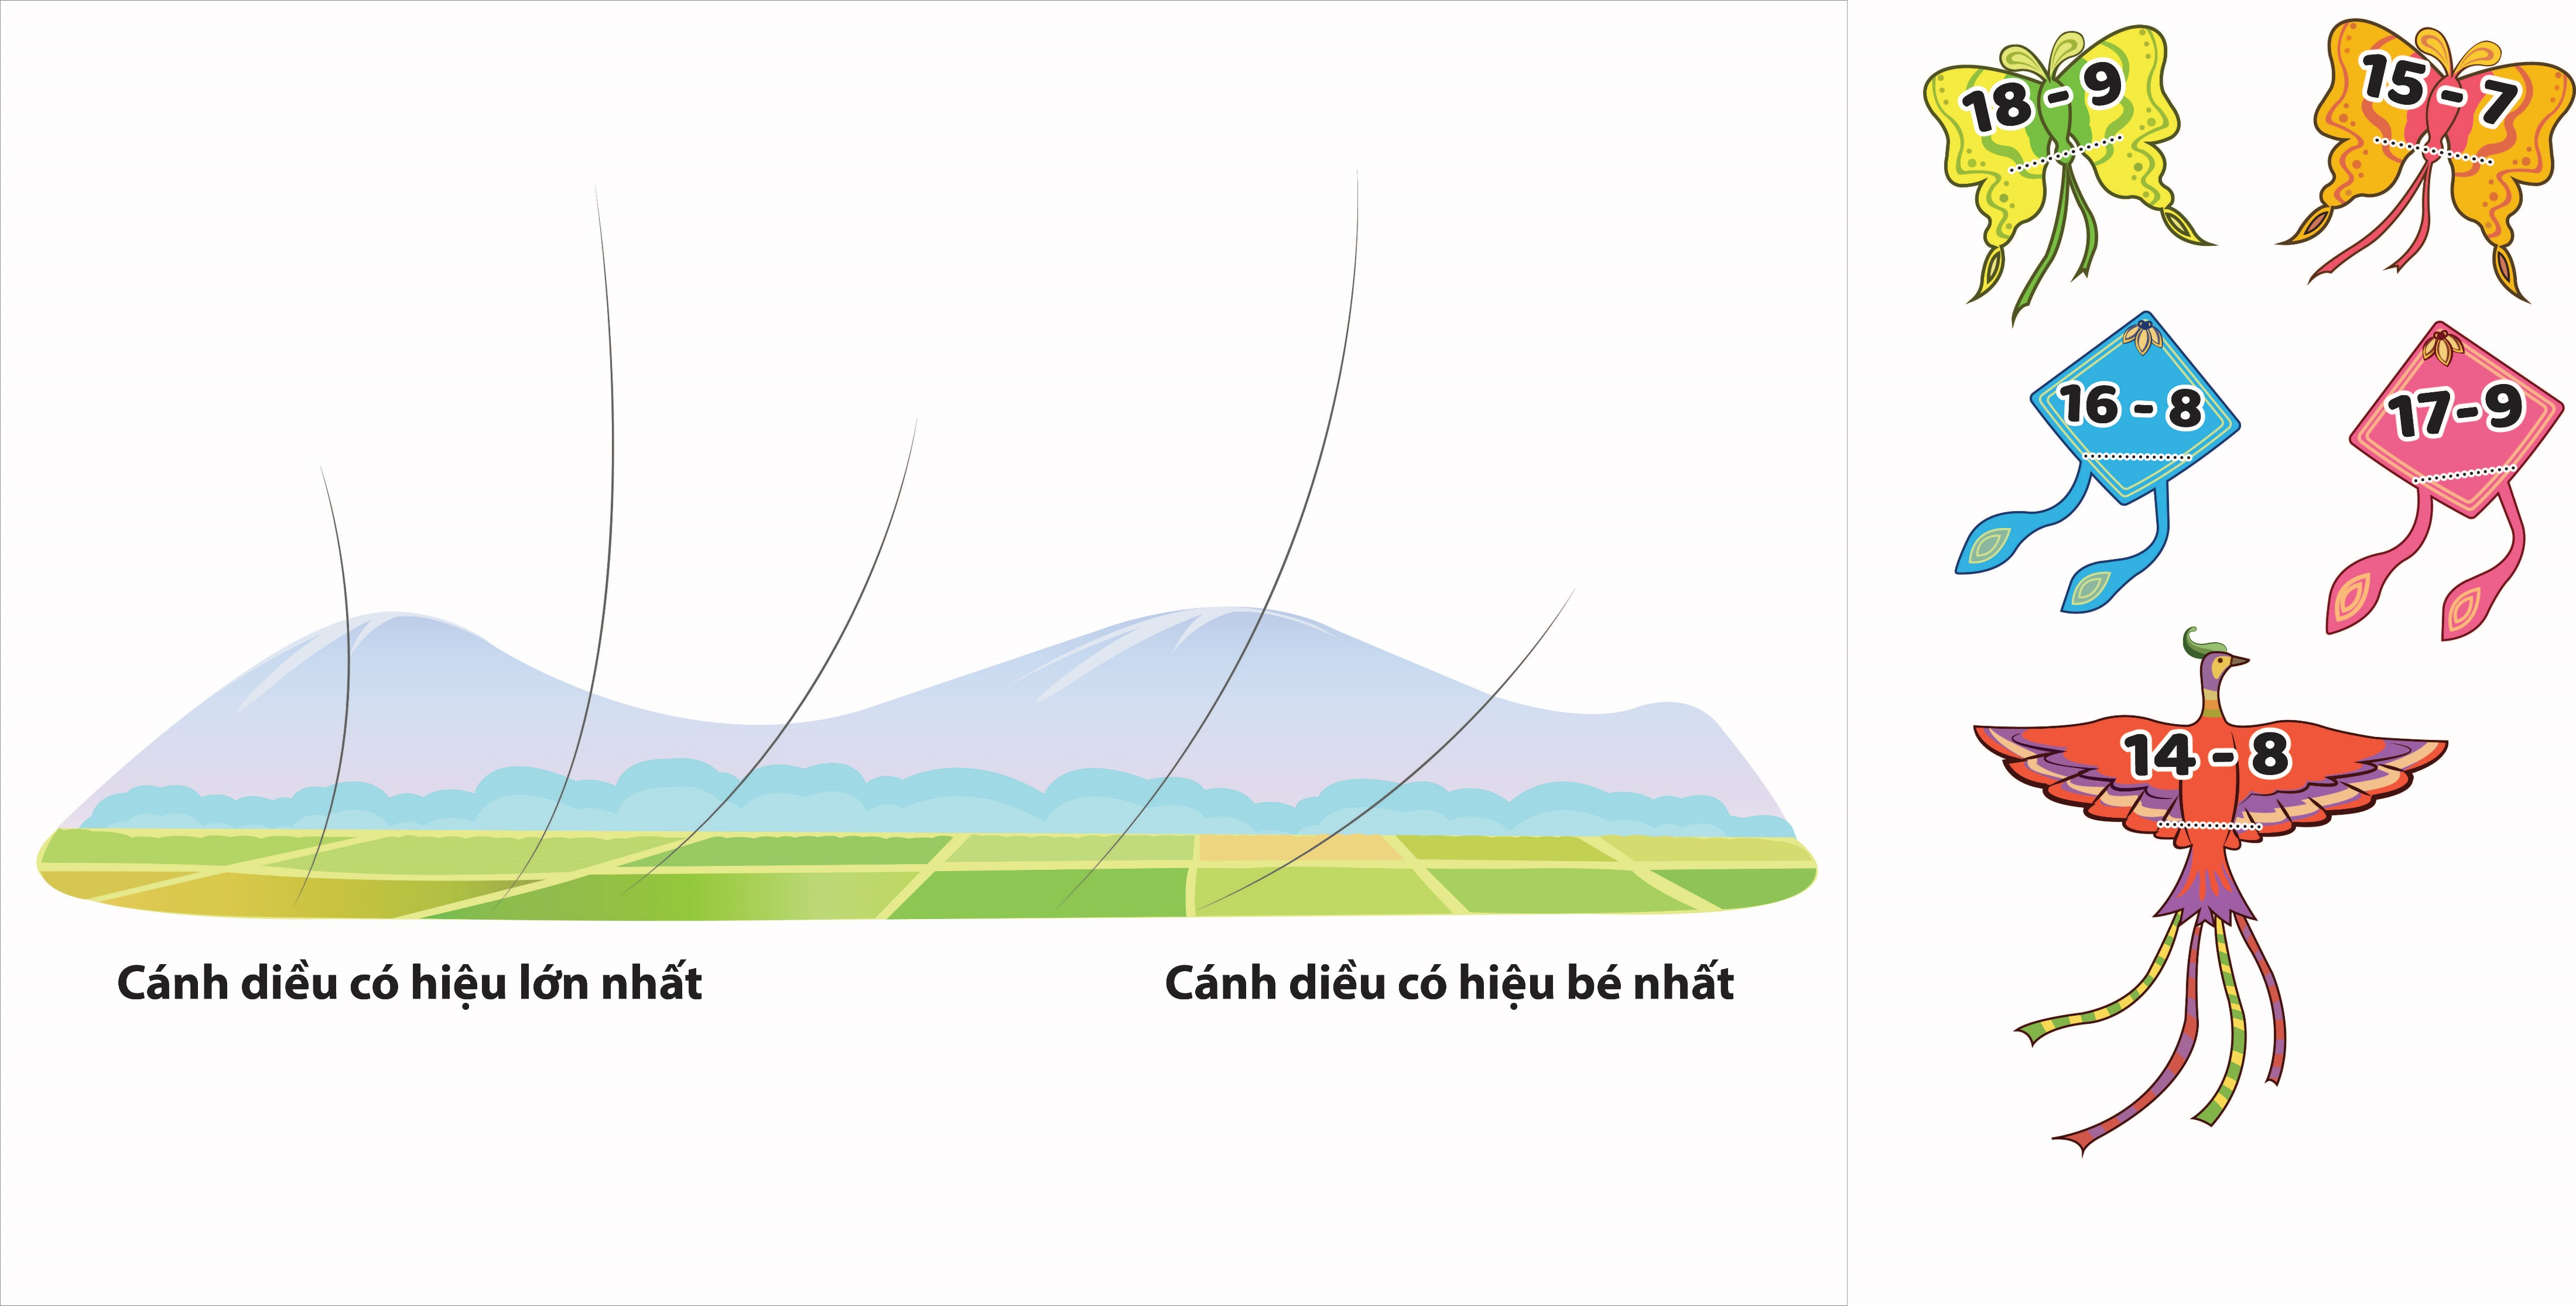 18 - 9
15 - 7
16 - 8
17-9
14 - 8
Cánh diều có hiệu lớn nhất
Cánh diều có hiệu bé nhất